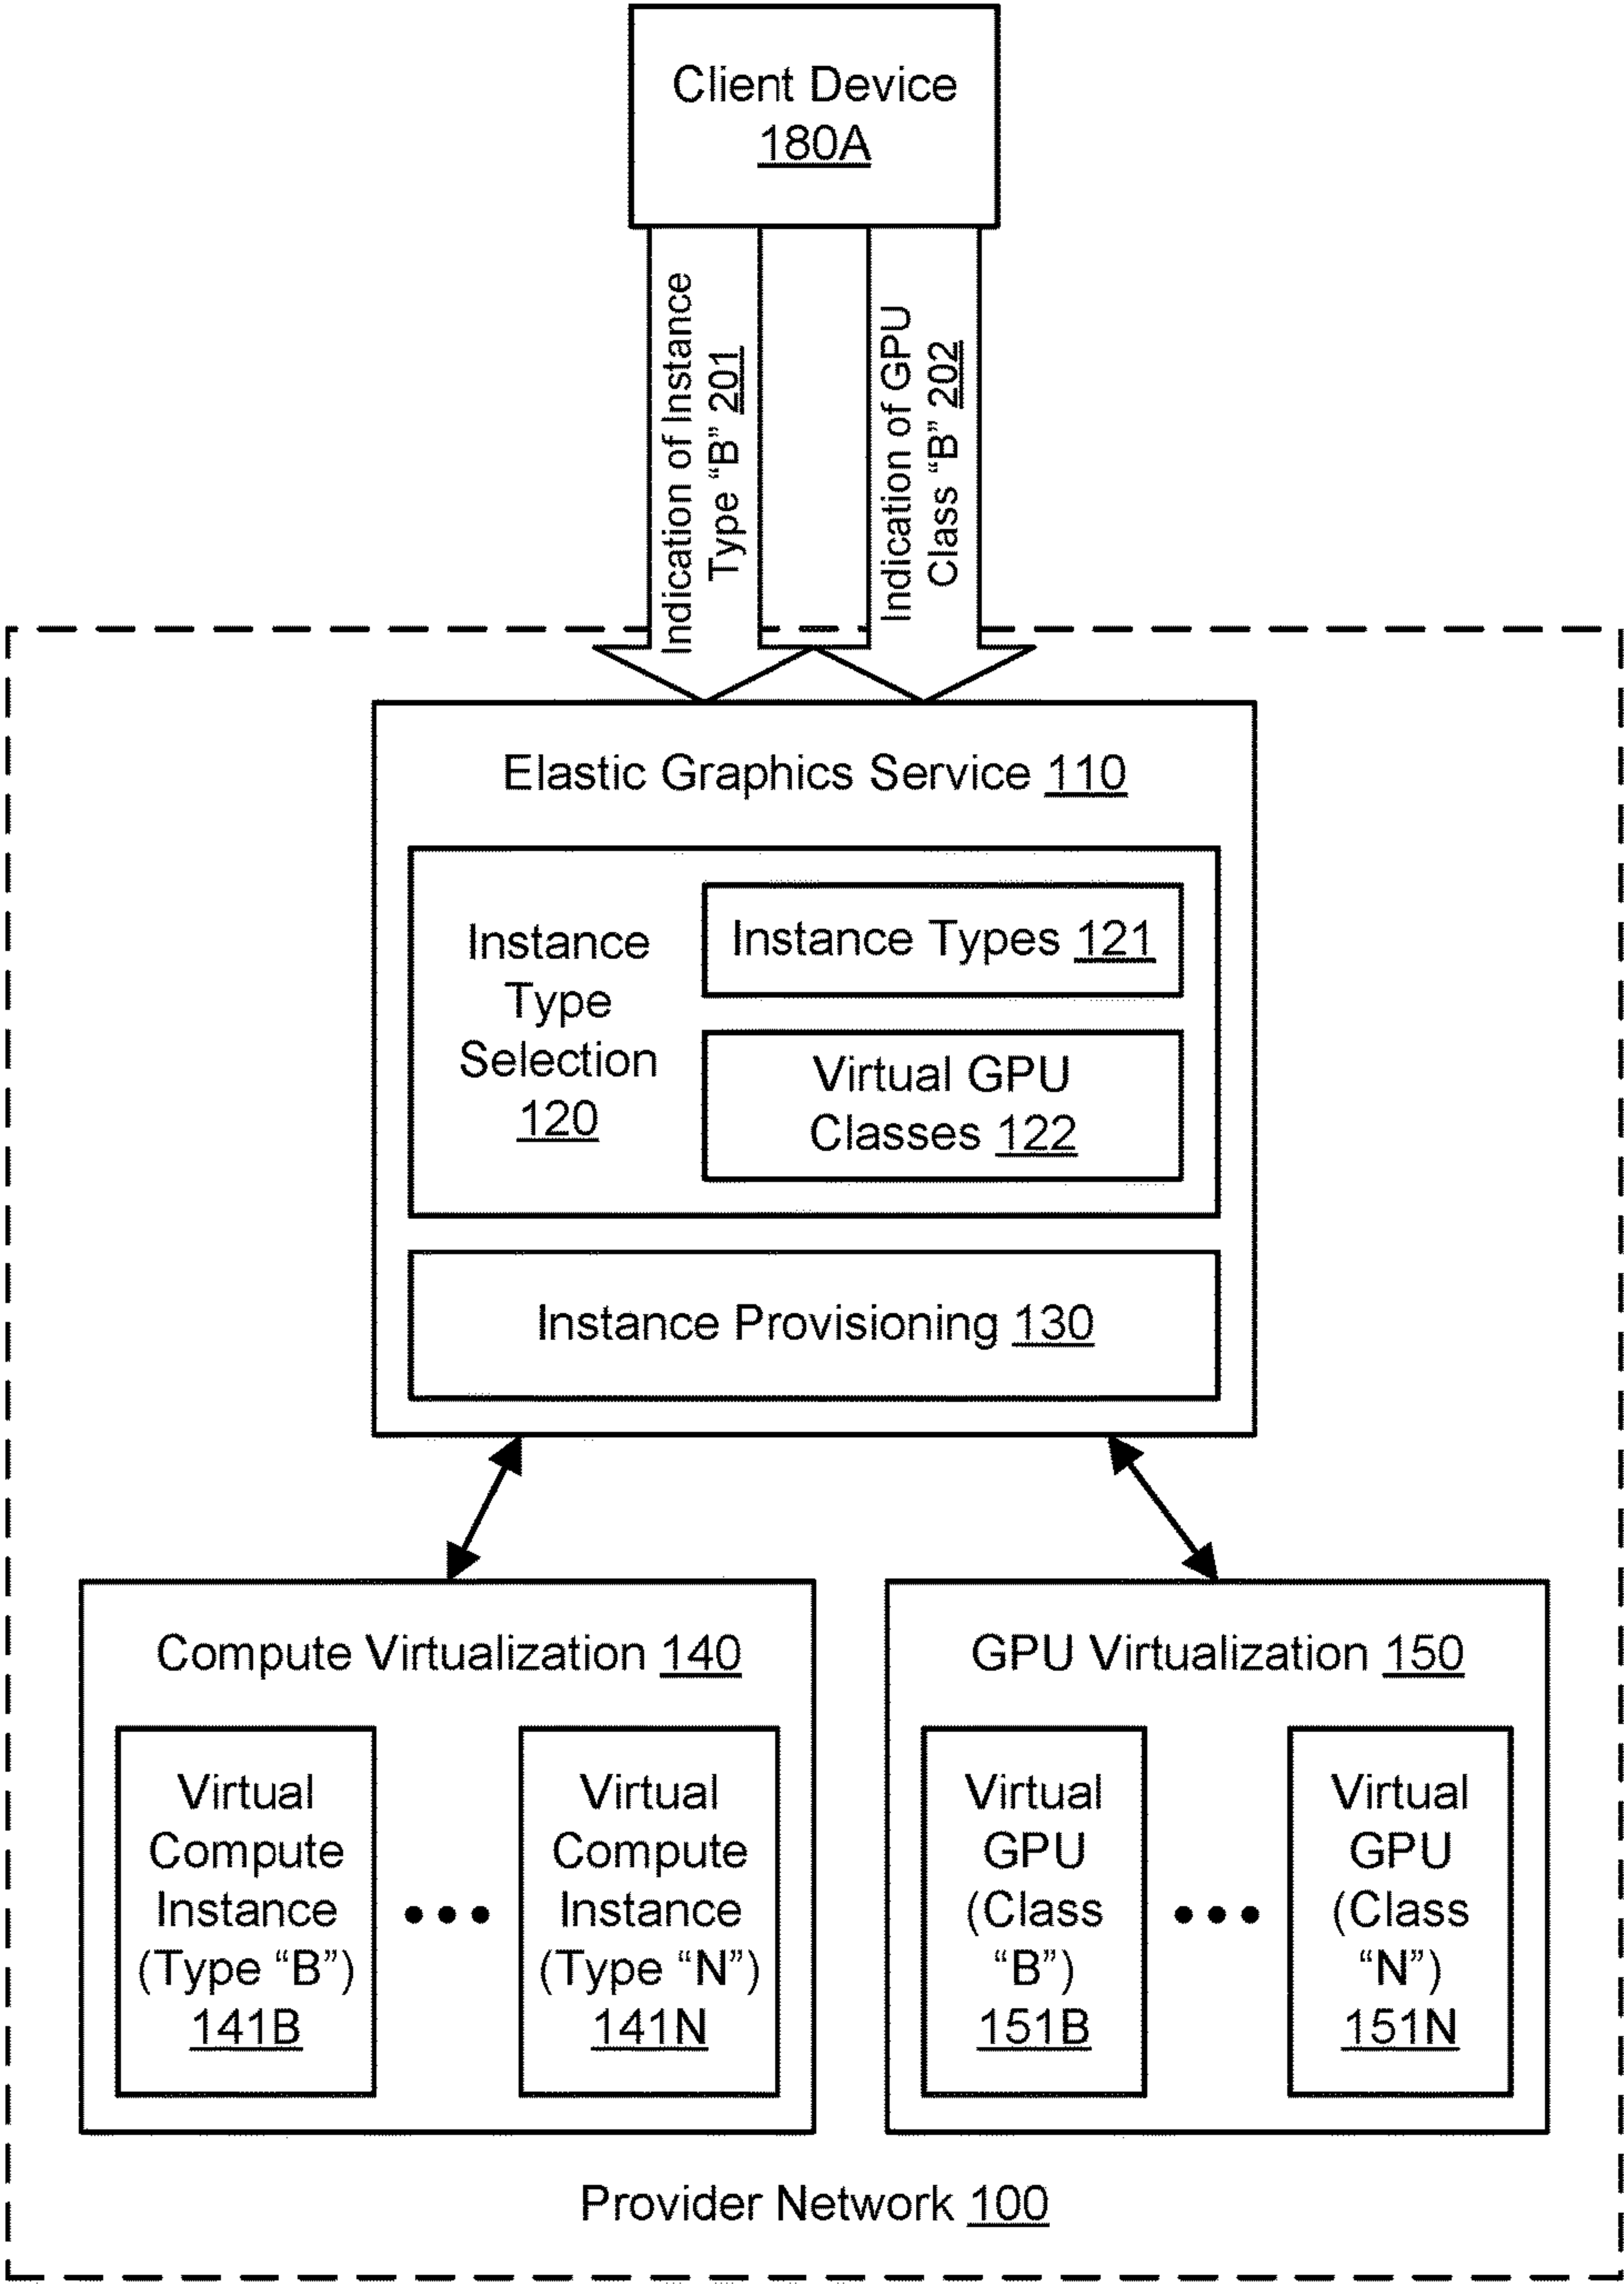 Client Device
180A
Indication of Instance
Type “B” 201
Indication of GPU
Class “B” 202
Elastic Graphics Service 110
Instance
Type
Selection
120
Instance Types 121
Virtual GPU
Classes 122
Instance Provisioning 130
Compute Virtualization 140
Virtual
Compute
Instance
(Type “B”)
141B
Virtual
Compute
Instance
(Type “N”)
141N
GPU Virtualization 150
Virtual
GPU
(Class
“B”)
151B
Virtual
GPU
(Class
“N”)
151N
Provider Network 100